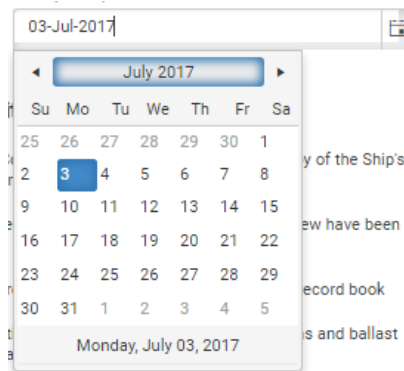 03-Jul-2017
July 2017
Su Mo Tu We Th Fr Sa
25 26 27 28 29 30 1
2 3 4 5 6 7 8
y of the Ship's
9 10 11 12 13 14 15
ew have been
16 17 18 19 20 21 22
23 24 25 26 27 28 29
ecord book
30 31 1 2 3 4 5
Monday, July 03, 2017
s and ballast